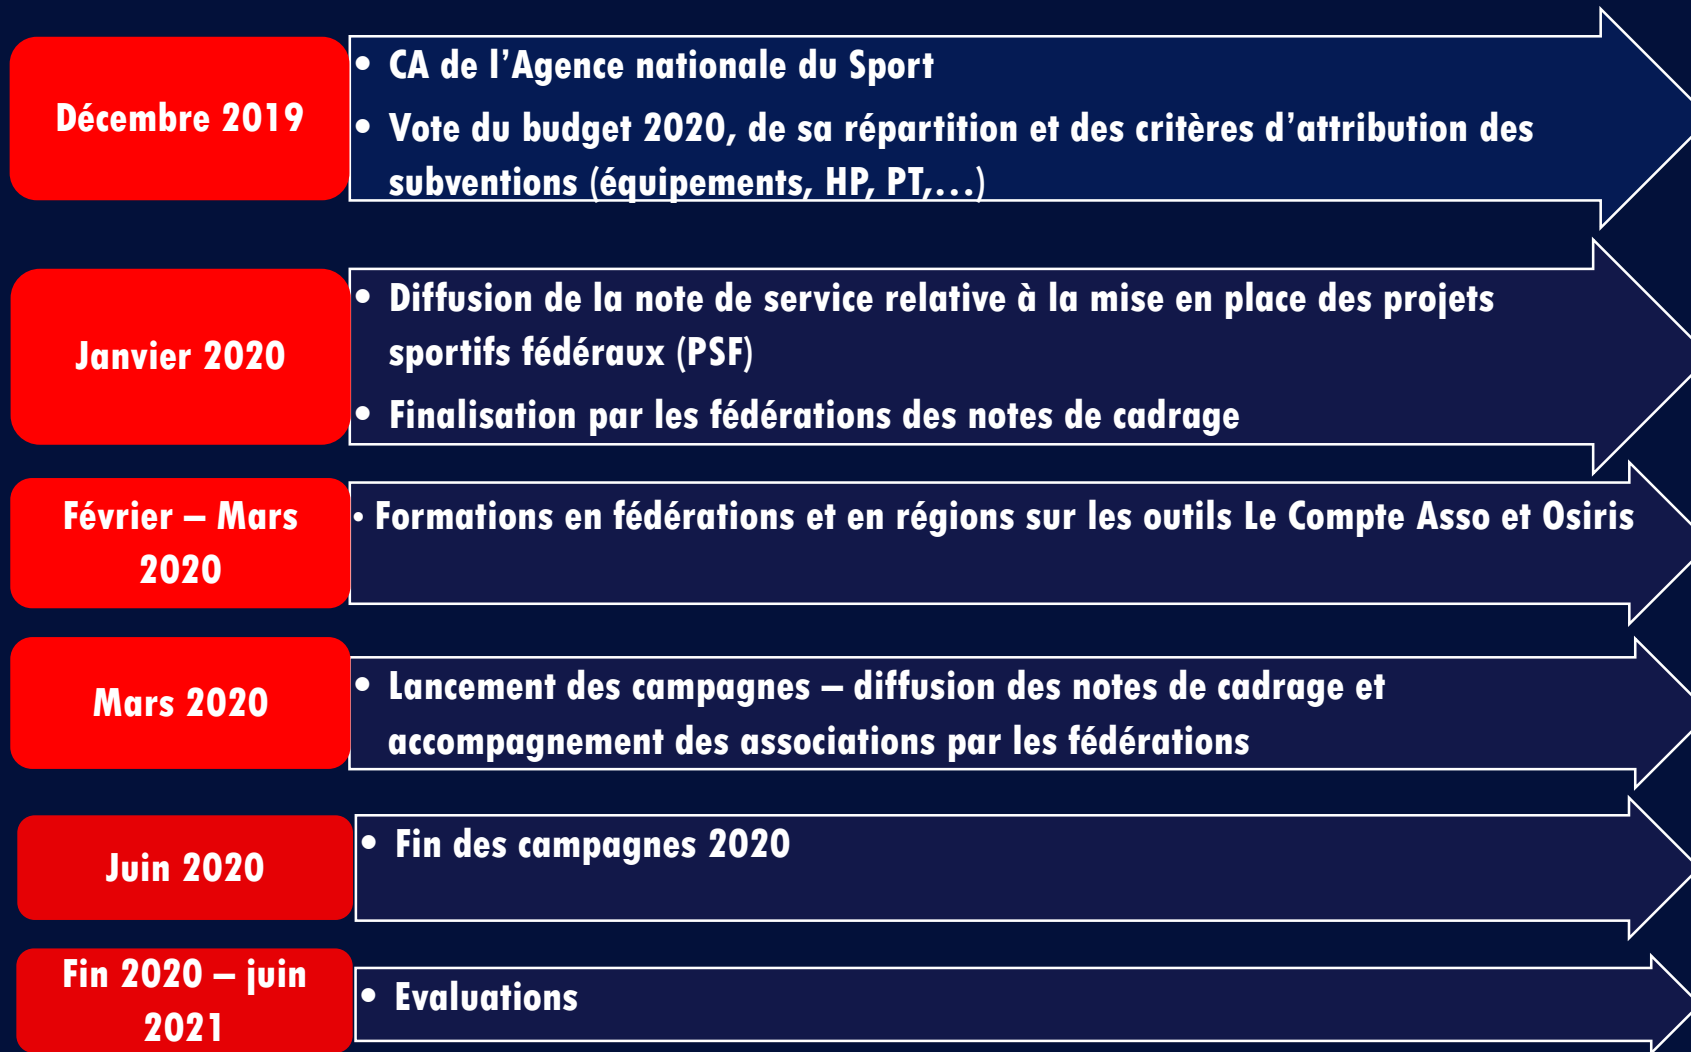 Décembre 2019
• CA de l’Agence nationale du Sport
• Vote du budget 2020, de sa répartition et des critères d’attribution des
subventions (équipements, HP, PT,…)
Janvier 2020
• Diffusion de la note de service relative à la mise en place des projets
sportifs fédéraux (PSF)
• Finalisation par les fédérations des notes de cadrage
Février – Mars
2020
• Formations en fédérations et en régions sur les outils Le Compte Asso et Osiris
Mars 2020
• Lancement des campagnes – diffusion des notes de cadrage et
accompagnement des associations par les fédérations
Juin 2020
• Fin des campagnes 2020
Fin 2020 – juin
2021
• Evaluations